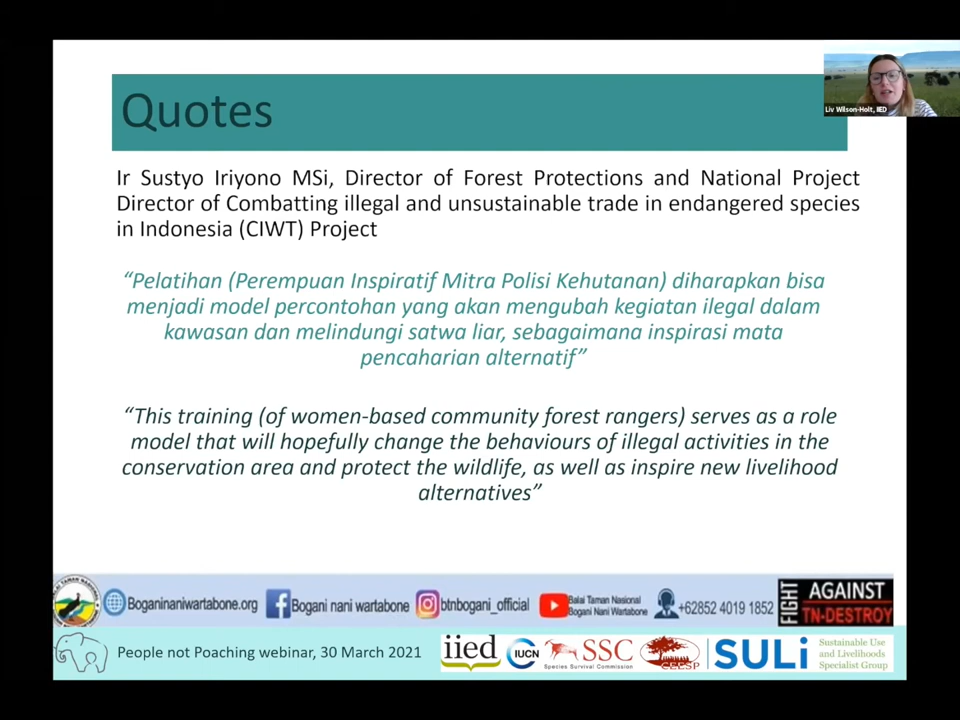 Quotes
Liv Wilson-Holt, IIED
Ir Sustyo Iriyono MSi, Director of Forest Protections and National Project
Director of Combatting illegal and unsustainable trade in endangered species
in Indonesia (CIWT) Project
“Pelatihan (Perempuan Inspiratif Mitra Polisi Kehutanan) diharapkan bisa
menjadi model percontohan yang akan mengubah kegiatan ilegal dalam
kawasan dan melindungi satwa liar, sebagaimana inspirasi mata
pencaharian alternatif”
“This training (of women-based community forest rangers) serves as a role
model that will hopefully change the behaviours of illegal activities in the
conservation area and protect the wildlife, as well as inspire new livelihood
alternatives”
Boganinaniwartabone.org
Bogani nani wartabone
btnbogani_official
Balai Taman Nasional
Bogani Nani Wartabone
+62852 4019 1852
FIGHT
AGAINST
TN-DESTROY
People not Poaching webinar, 30 March 2021
iied
IUCN
SSC
Species Survival Commission
CEESP
SULi
Sustainable Use
and Livelihoods
Specialist Group